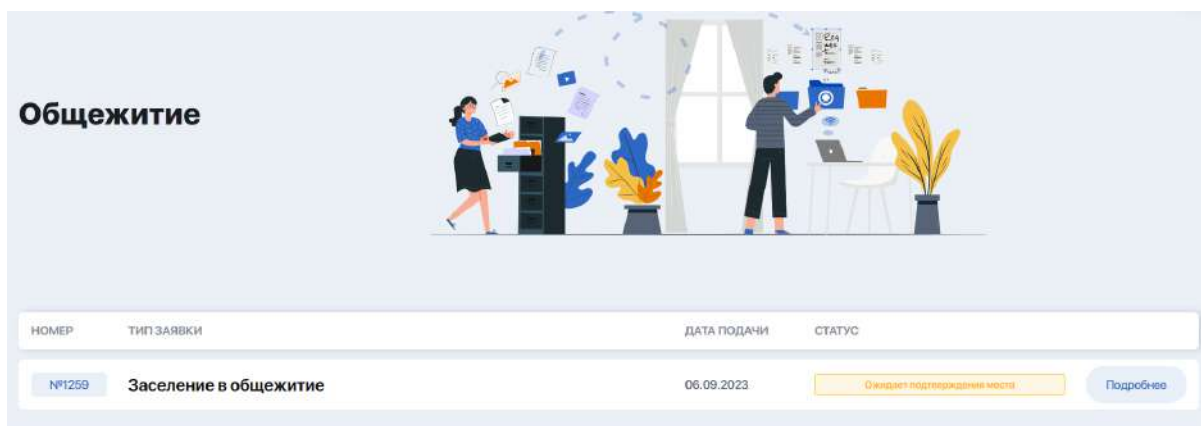 Общежитие
НОМЕР ТИП ЗАЯВКИ ДАТА ПОДАЧИ СТАТУС
№1259 Заселение в общежитие 06.09.2023 Ожидает подтверждения места Подробнее